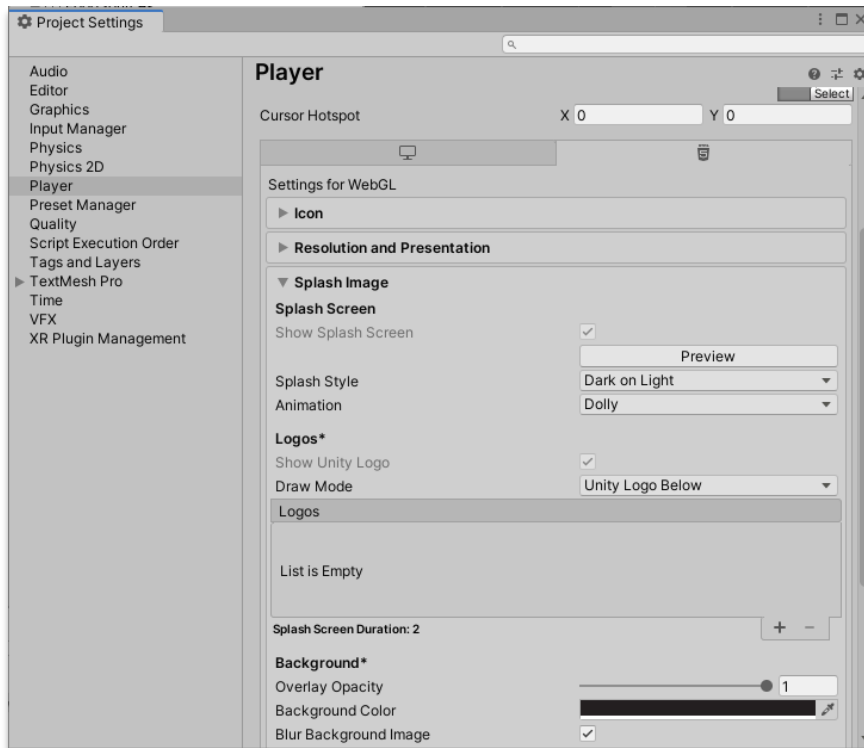 Project Settings
Audio
Editor
Graphics
Input Manager
Physics
Physics 2D
Player
Preset Manager
Quality
Script Execution Order
Tags and Layers
TextMesh Pro
Time
VFX
XR Plugin Management
Player
Select
Cursor Hotspot X 0 Y 0
Settings for WebGL
Icon
Resolution and Presentation
Splash Image
Splash Screen
Show Splash Screen
Preview
Splash Style Dark on Light
Animation Dolly
Logos*
Show Unity Logo
Draw Mode Unity Logo Below
Logos
List is Empty
Splash Screen Duration: 2
Background*
Overlay Opacity 1
Background Color
Blur Background Image